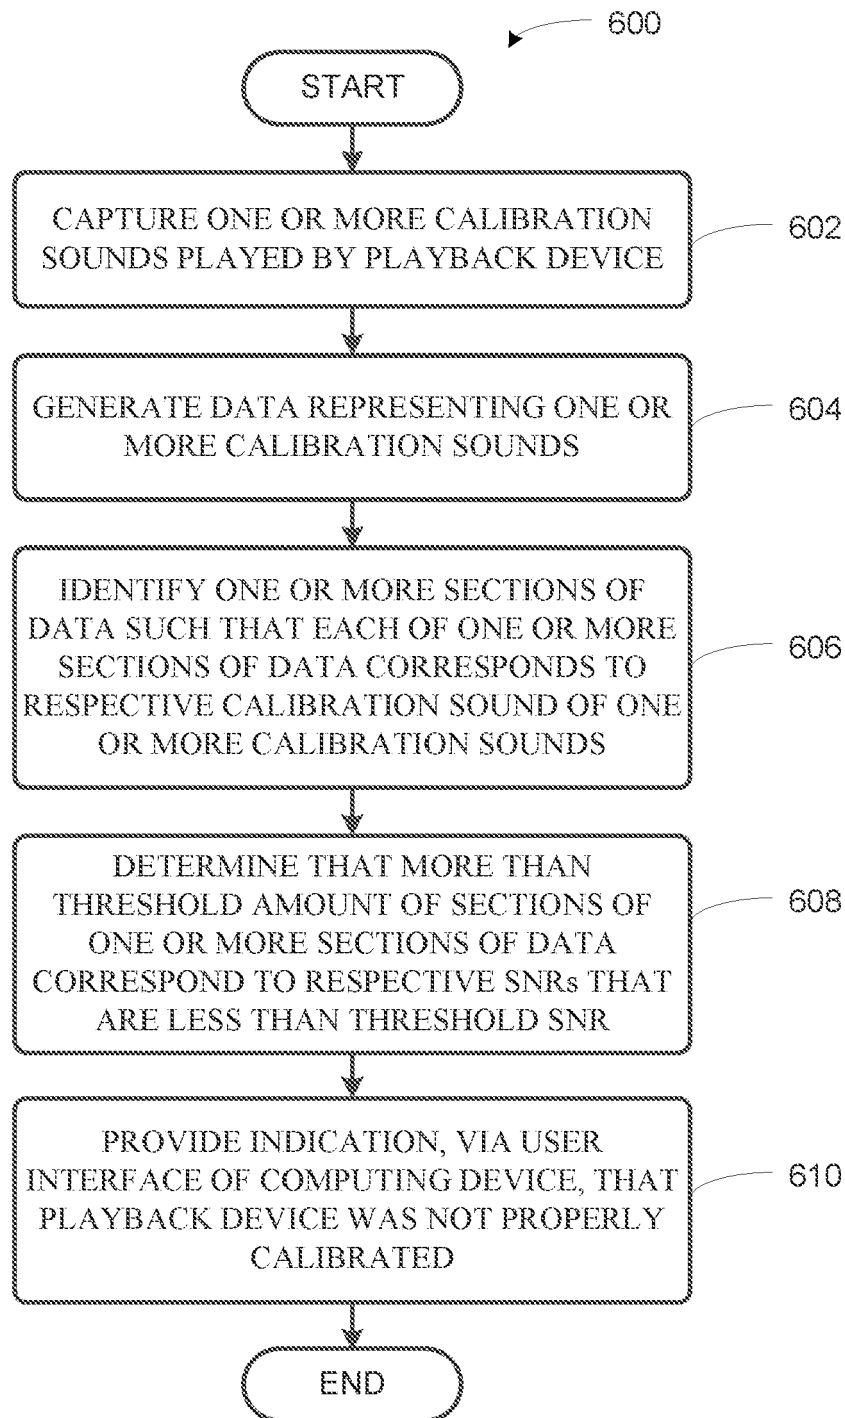 600
START
CAPTURE ONE OR MORE CALIBRATION
SOUNDS PLAYED BY PLAYBACK DEVICE
602
GENERATE DATA REPRESENTING ONE OR
MORE CALIBRATION SOUNDS
604
IDENTIFY ONE OR MORE SECTIONS OF
DATA SUCH THAT EACH OF ONE OR MORE
SECTIONS OF DATA CORRESPONDS TO
RESPECTIVE CALIBRATION SOUND OF ONE
OR MORE CALIBRATION SOUNDS
606
DETERMINE THAT MORE THAN
THRESHOLD AMOUNT OF SECTIONS OF
ONE OR MORE SECTIONS OF DATA
CORRESPOND TO RESPECTIVE SNRs THAT
ARE LESS THAN THRESHOLD SNR
608
PROVIDE INDICATION, VIA USER
INTERFACE OF COMPUTING DEVICE, THAT
PLAYBACK DEVICE WAS NOT PROPERLY
CALIBRATED
610
END